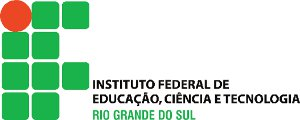 INSTITUTO FEDERAL DE
EDUCAÇÃO, CIÊNCIA E TECNOLOGIA
RIO GRANDE DO SUL